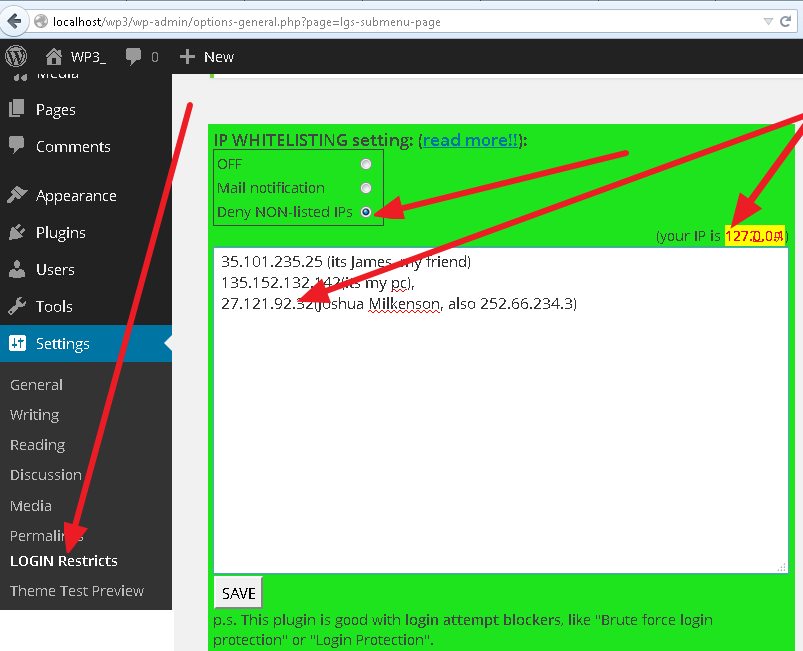 localhost/wp3/wp-admin/options-general.php?page=lgs-submenu-page
WP3_ 0 New
Media
Pages
Comments
Appearance
Plugins
Users
Tools
Settings
General
Writing
Reading
Discussion
Media
Permalinks
LOGIN Restricts
Theme Test Preview
IP WHITELISTING setting: (read more!!):
OFF
Mail notification
Deny NON-listed IPs
(your IP is 127.0.0.1)
35.101.235.25 (its James, my friend)
135.152.132.142(its my pc),
27.121.92.32(Joshua Milkenson, also 252.66.234.3)
SAVE
p.s. This plugin is good with login attempt blockers, like "Brute force login
protection" or "Login Protection".